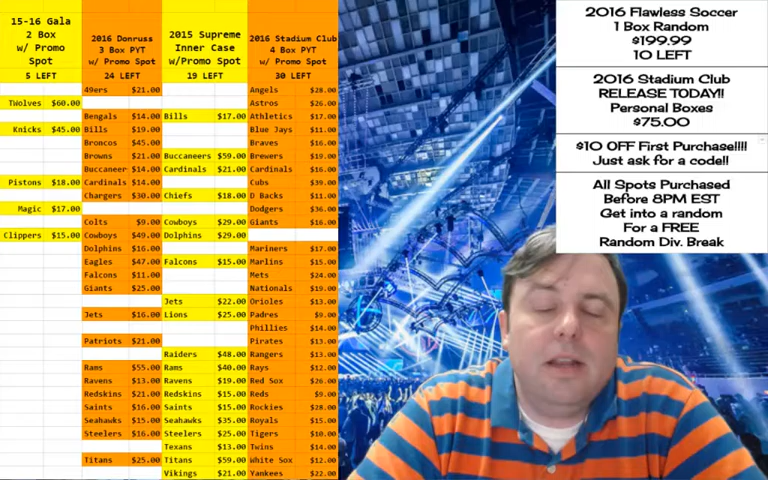 15-16 Gala
2 Box
w/ Promo
Spot
5 LEFT
TWolves $60.00
Knicks $45.00
Pistons $18.00
Magic $17.00
Clippers $15.00
2016 Donruss
3 Box PYT
w/Promo Spot
24 LEFT
49ers $21.00
Bengals $14.00
Bills $19.00
Broncos $45.00
Browns $21.00
Buccaneer $14.00
Cardinals $14.00
Chargers $30.00
Colts $9.00
Cowboys $49.00
Dolphins $16.00
Eagles $47.00
Falcons $11.00
Giants $25.00
Jets $16.00
Patriots $21.00
Rams $55.00
Ravens $13.00
Redskins $21.00
Saints $16.00
Seahawks $15.00
Steelers $16.00
Titans $25.00
2015 Supreme
Inner Case
w/Promo Spot
19 LEFT
Bills $17.00
Buccaneers $59.00
Cardinals $21.00
Chiefs $18.00
Cowboys $29.00
Dolphins $29.00
Falcons $15.00
Jets $22.00
Lions $25.00
Raiders $48.00
Rams $40.00
Ravens $19.00
Redskins $15.00
Saints $15.00
Seahawks $35.00
Steelers $25.00
Texans $13.00
Titans $59.00
Vikings $21.00
2016 Stadium Club
4 Box PYT
w/ Promo Spot
30 LEFT
Angels $28.00
Astros $26.00
Athletics $17.00
Blue Jays $11.00
Braves $16.00
Brewers $19.00
Cardinals $16.00
Cubs $39.00
D Backs $11.00
Dodgers $36.00
Giants $16.00
Mariners $17.00
Marlins $15.00
Mets $24.00
Nationals $19.00
Orioles $13.00
Padres $9.00
Phillies $14.00
Pirates $13.00
Rangers $13.00
Rays $12.00
Red Sox $26.00
Reds $9.00
Rockies $28.00
Royals $15.00
Tigers $10.00
Twins $14.00
White Sox $12.00
Yankees $22.00
2016 Flawless Soccer
1 Box Random
$199.99
10 LEFT
2016 Stadium Club
RELEASE TODAY!!
Personal Boxes
$75.00
$10 OFF First Purchase!!!!
Just ask for a code!!
All Spots Purchased
Before 8PM EST
Get into a random
For a FREE
Random Div. Break